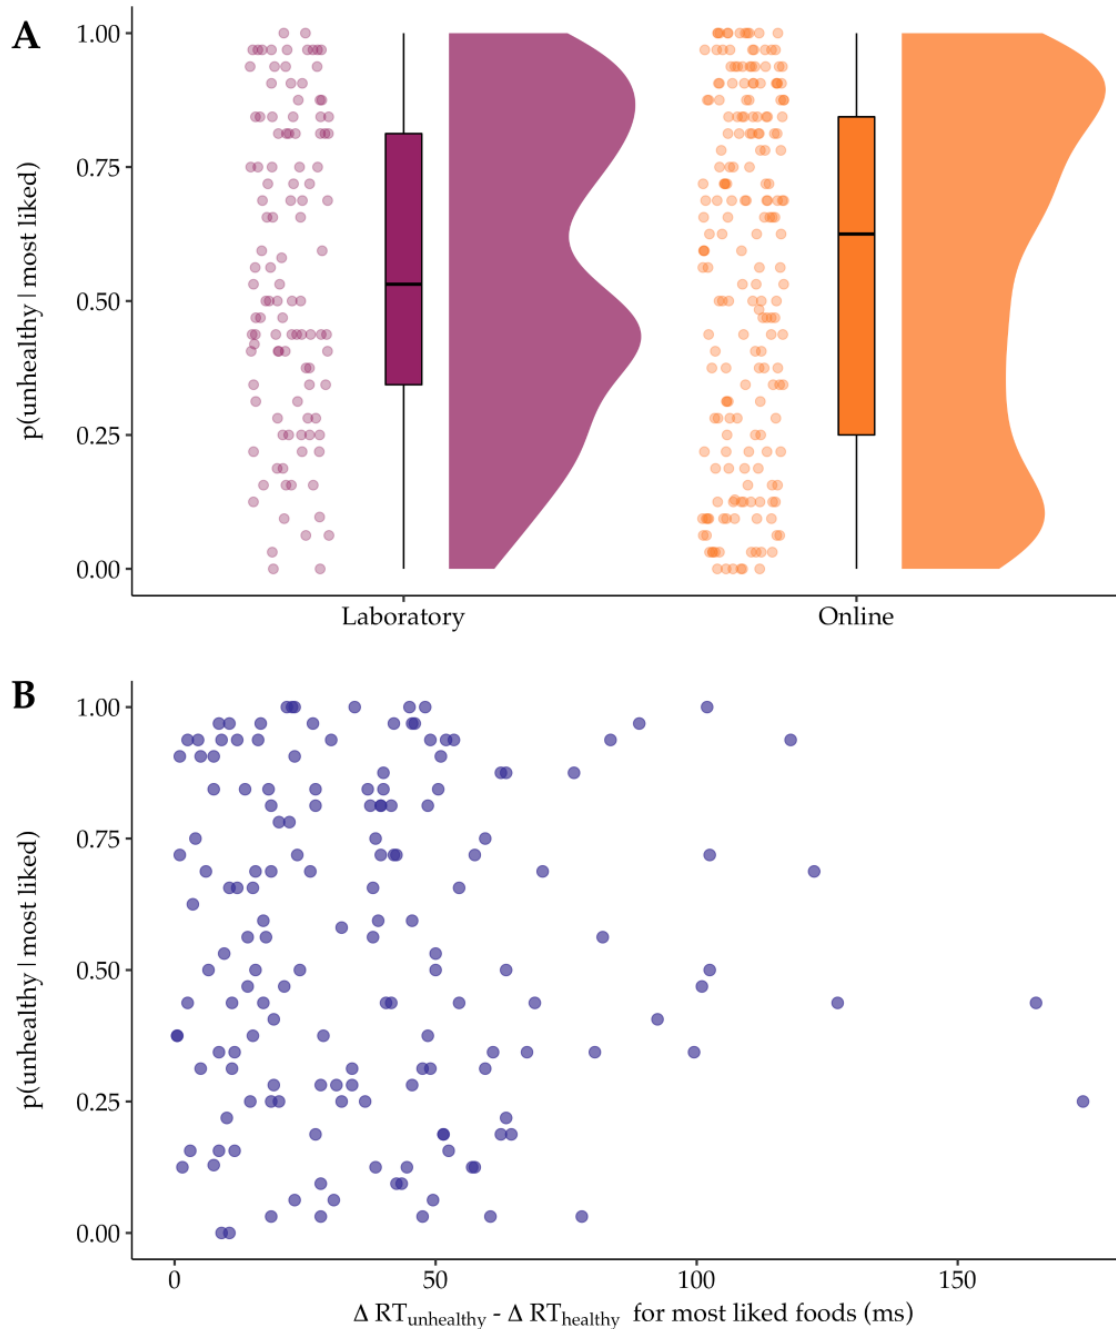 A
1.00
0.75
0.50
0.25
0.00
p(unhealthy | most liked)
Laboratory
Online
B
1.00
0.75
0.50
0.25
0.00
p(unhealthy | most liked)
0
50
100
150
Δ RTunhealthy - Δ RThealthy for most liked foods (ms)